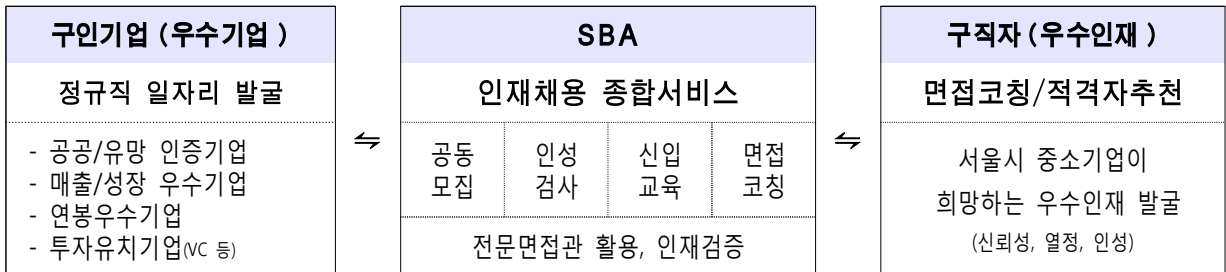 구인기업 (우수기업 )
정규직 일자리 발굴
- 공공/유망 인증기업
- 매출/성장 우수기업
- 연봉우수기업
- 투자유치기업(VC 등)
⇋
SBA
인재채용 종합서비스
공동 모집
인성 검사
신입 교육
면접 코칭
전문면접관 활용, 인재검증
⇋
구직자 (우수인재 )
면접코칭/적격자추천
서울시 중소기업이
희망하는 우수인재 발굴
(신뢰성, 열정, 인성)